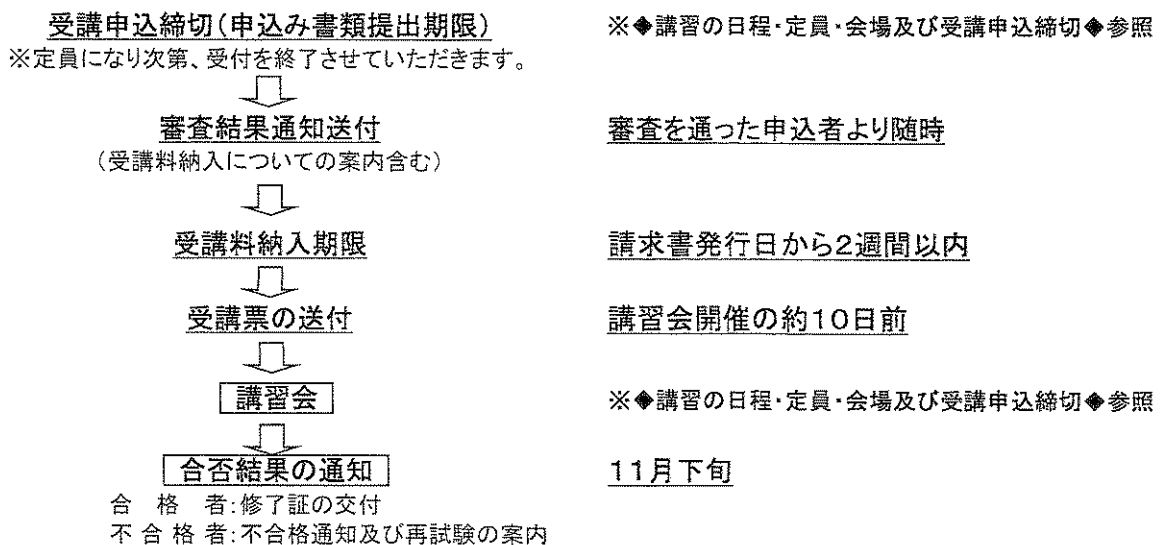 受講申込締切(申込み書類提出期限) ※◆講習の日程・定員・会場及び受講申込締切◆参照
※定員になり次第、受付を終了させていただきます。
審査結果通知送付 審査を通った申込者より随時
(受講料納入についての案内含む)
受講料納入期限 請求書発行日から2週間以内
受講票の送付 講習会開催の約10日前
講習会 ※◆講習の日程・定員・会場及び受講申込締切◆参照
合否結果の通知 11月下旬
合 格 者:修了証の交付
不 合 格 者:不合格通知及び再試験の案内